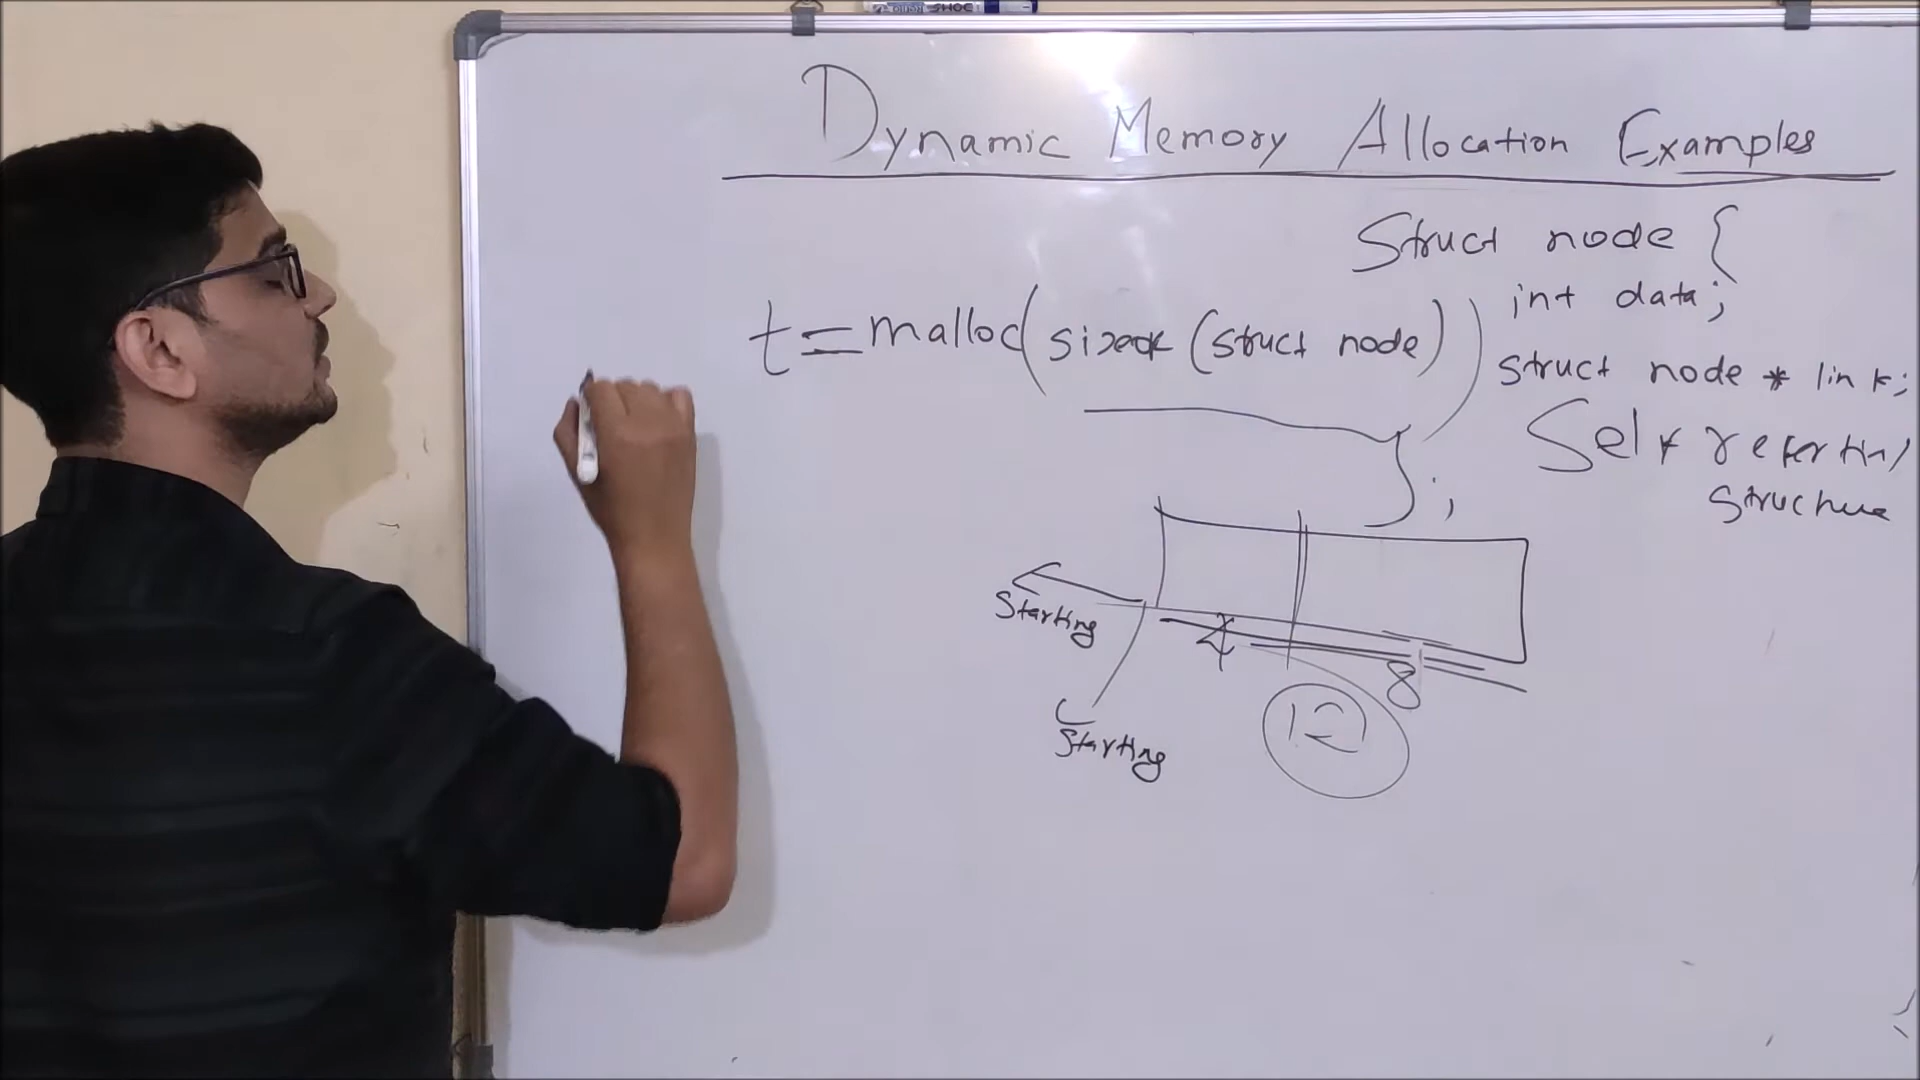 Dynamic Memory Allocation Examples
Struct node {
int data;
t = malloc(sizeof (struct node))
struct node * link;
Self referting
structure
;
Starting
4
8
12
Starting